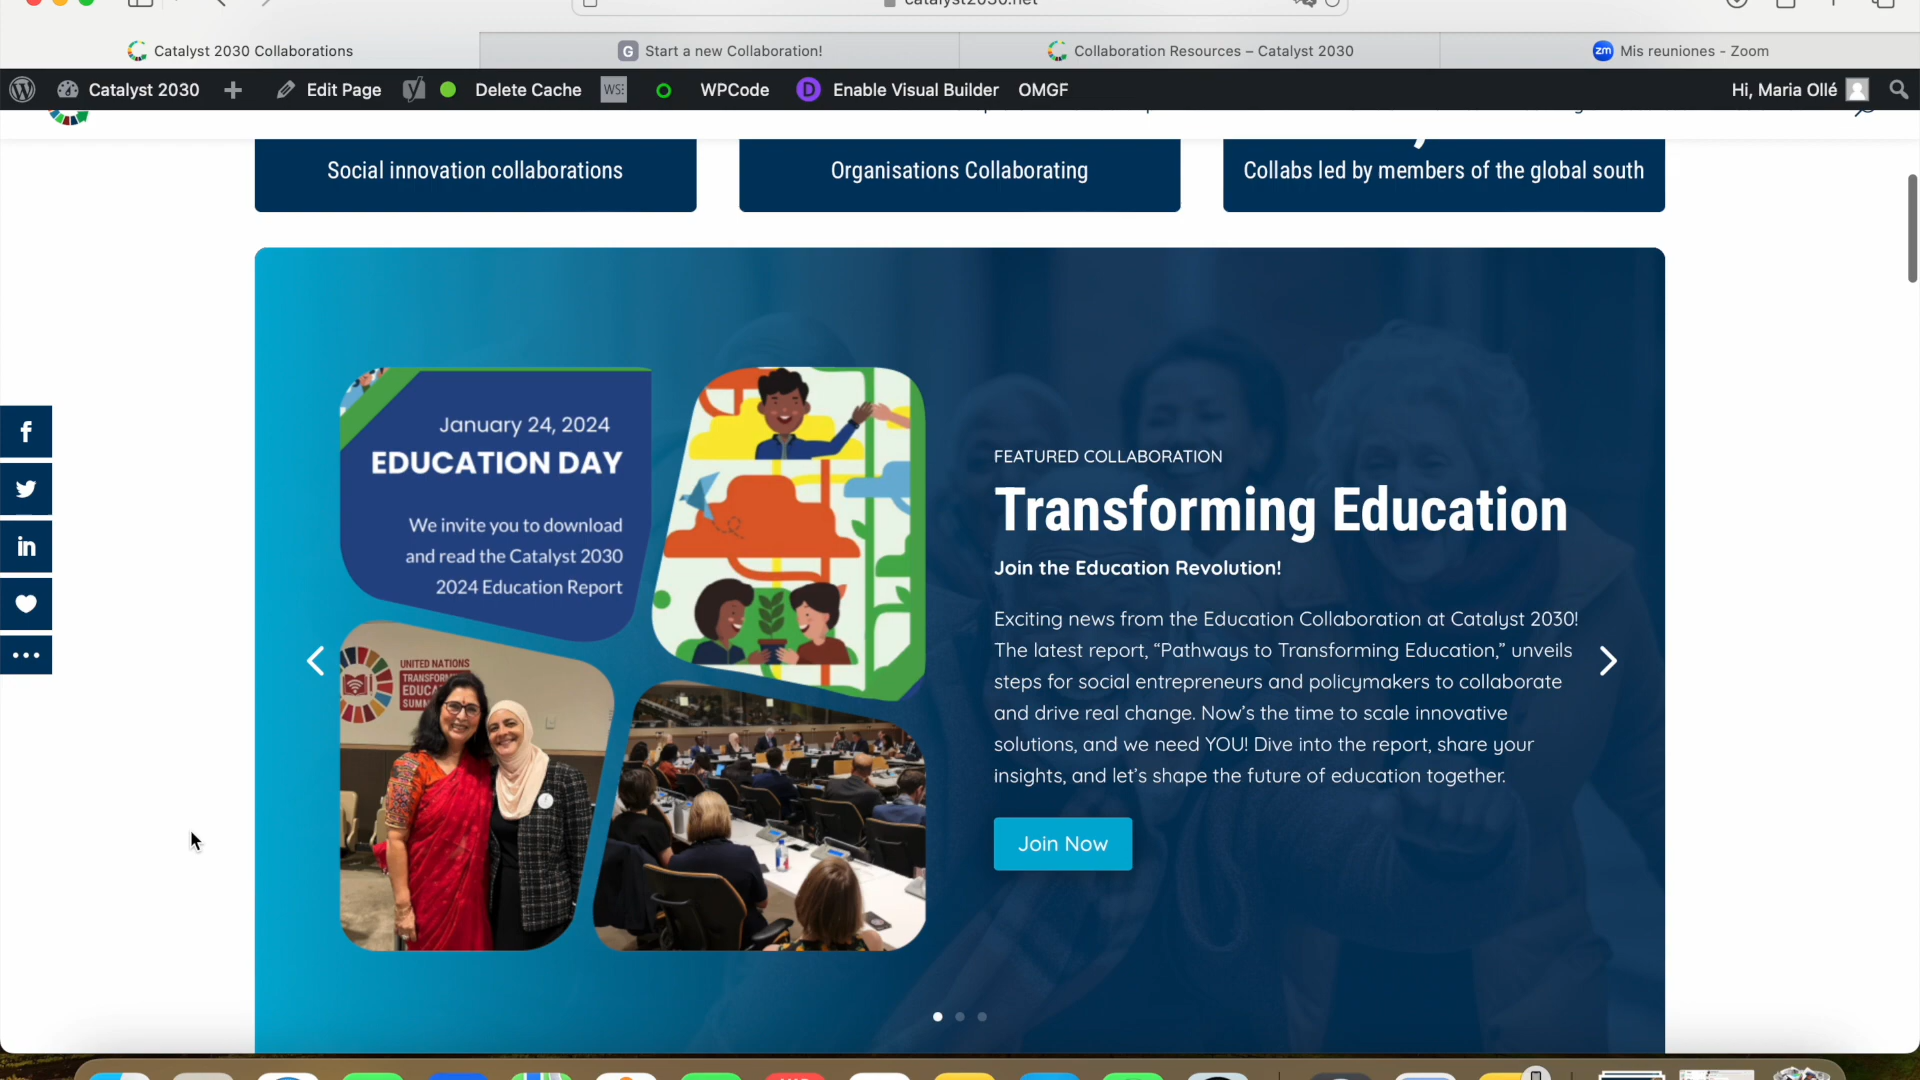 catalyst2030.net
Catalyst 2030 Collaborations
Start a new Collaboration!
Collaboration Resources – Catalyst 2030
Mis reuniones - Zoom
Catalyst 2030
Edit Page
Delete Cache
WPCode
Enable Visual Builder
OMGF
Hi, Maria Ollé
Social innovation collaborations
Organisations Collaborating
Collabs led by members of the global south
January 24, 2024
EDUCATION DAY
We invite you to download
and read the Catalyst 2030
2024 Education Report
UNITED NATIONS
FEATURED COLLABORATION
Transforming Education
Join the Education Revolution!
Exciting news from the Education Collaboration at Catalyst 2030!
The latest report, “Pathways to Transforming Education,” unveils
steps for social entrepreneurs and policymakers to collaborate
and drive real change. Now’s the time to scale innovative
solutions, and we need YOU! Dive into the report, share your
insights, and let’s shape the future of education together.
Join Now